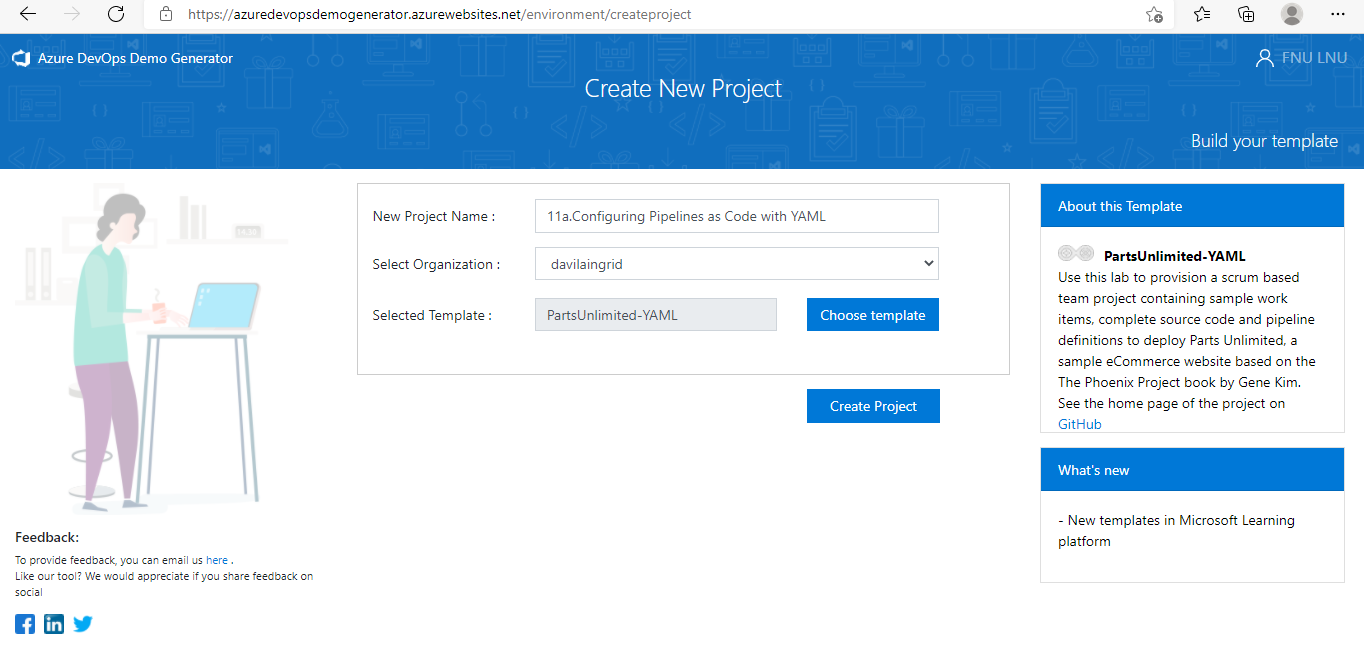 https://azuredevopsdemogenerator.azurewebsites.net/environment/createproject
Azure DevOps Demo Generator
FNU LNU
Create New Project
Build your template
New Project Name :
11a.Configuring Pipelines as Code with YAML
Select Organization :
davilaingrid
Selected Template :
PartsUnlimited-YAML
Choose template
Create Project
About this Template
PartsUnlimited-YAML
Use this lab to provision a scrum based
team project containing sample work
items, complete source code and pipeline
definitions to deploy Parts Unlimited, a
sample eCommerce website based on the
The Phoenix Project book by Gene Kim.
See the home page of the project on
GitHub
What's new
- New templates in Microsoft Learning
platform
Feedback:
To provide feedback, you can email us here .
Like our tool? We would appreciate if you share feedback on
social